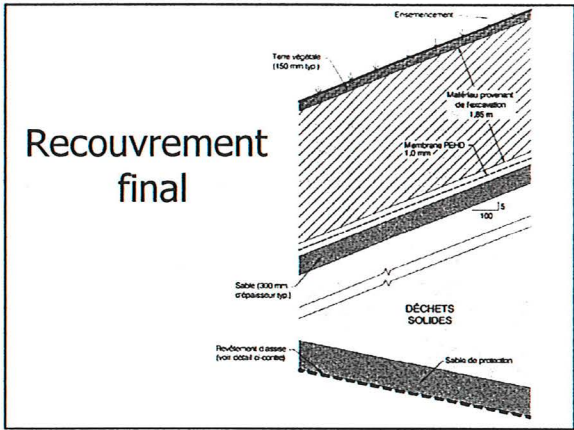 Recouvrement
final
Ensemencement
Terre végétale
(150 mm typ.)
Matériau provenant
de l'excavation
1,85 m
Membrane PEHD
1.0 mm
5
100
Sable (300 mm
d'épaisseur typ.)
DÉCHETS
SOLIDES
Revêtement d'assise
(voir détail ci-contre)
Sable de protection